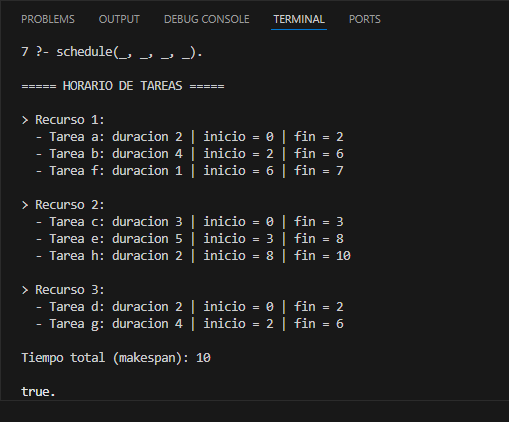 PROBLEMS OUTPUT DEBUG CONSOLE TERMINAL PORTS
7 ?- schedule(_, _, _, _).
===== HORARIO DE TAREAS =====
> Recurso 1:
- Tarea a: duracion 2 | inicio = 0 | fin = 2
- Tarea b: duracion 4 | inicio = 2 | fin = 6
- Tarea f: duracion 1 | inicio = 6 | fin = 7
> Recurso 2:
- Tarea c: duracion 3 | inicio = 0 | fin = 3
- Tarea e: duracion 5 | inicio = 3 | fin = 8
- Tarea h: duracion 2 | inicio = 8 | fin = 10
> Recurso 3:
- Tarea d: duracion 2 | inicio = 0 | fin = 2
- Tarea g: duracion 4 | inicio = 2 | fin = 6
Tiempo total (makespan): 10
true.